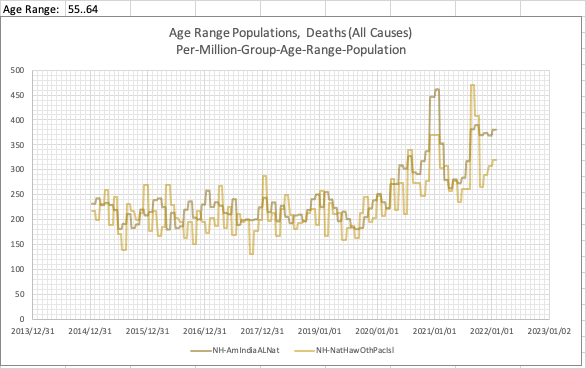 Age Range: 55..64
Age Range Populations, Deaths (All Causes)
Per-Million-Group-Age-Range-Population
500
450
400
350
300
250
200
150
100
50
0
2013/12/31 2014/12/31 2015/12/31 2016/12/31 2017/12/31 2019/01/01 2020/01/01 2021/01/01 2022/01/01 2023/01/02
NH-AmIndiaALNat NH-NatHawOthPacIsl